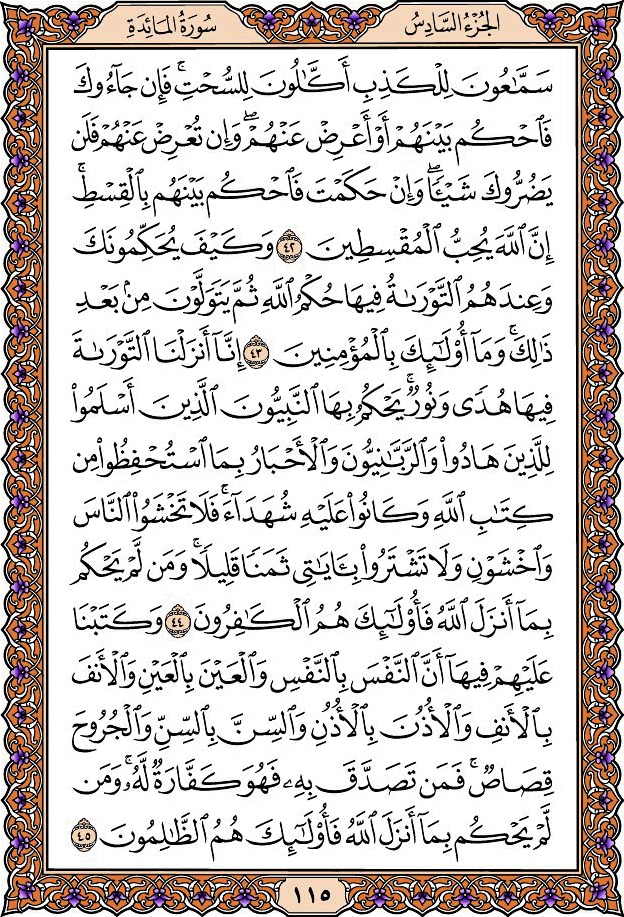 الجُزْءُ السَّادِسُ
سُورَةُ المَائِدَةِ
سَمَّٰعُونَ لِلْكَذِبِ أَكَّٰلُونَ لِلسُّحْتِ ۚ فَإِن جَآءُوكَ
فَٱحْكُم بَيْنَهُمْ أَوْ أَعْرِضْ عَنْهُمْ ۖ وَإِن تُعْرِضْ عَنْهُمْ فَلَن
يَضُرُّوكَ شَيْـًٔا ۖ وَإِنْ حَكَمْتَ فَٱحْكُم بَيْنَهُم بِٱلْقِسْطِ ۚ
إِنَّ ٱللَّهَ يُحِبُّ ٱلْمُقْسِطِينَ ٤٢ وَكَيْفَ يُحَكِّمُونَكَ
وَعِندَهُمُ ٱلتَّوْرَىٰةُ فِيهَا حُكْمُ ٱللَّهِ ثُمَّ يَتَوَلَّوْنَ مِنۢ بَعْدِ
ذَٰلِكَ ۚ وَمَآ أُو۟لَٰٓئِكَ بِٱلْمُؤْمِنِينَ ٤٣ إِنَّآ أَنزَلْنَا ٱلتَّوْرَىٰةَ
فِيهَا هُدًى وَنُورٌ ۚ يَحْكُمُ بِهَا ٱلنَّبِيُّونَ ٱلَّذِينَ أَسْلَمُوا۟
لِلَّذِينَ هَادُوا۟ وَٱلرَّبَّٰنِيُّونَ وَٱلْأَحْبَارُ بِمَا ٱسْتُحْفِظُوا۟ مِن
كِتَٰبِ ٱللَّهِ وَكَانُوا۟ عَلَيْهِ شُهَدَآءَ ۚ فَلَا تَخْشَوُا۟ ٱلنَّاسَ
وَٱخْشَوْنِ وَلَا تَشْتَرُوا۟ بِـَٔايَٰتِى ثَمَنًا قَلِيلًا ۚ وَمَن لَّمْ يَحْكُم
بِمَآ أَنزَلَ ٱللَّهُ فَأُو۟لَٰٓئِكَ هُمُ ٱلْكَٰفِرُونَ ٤٤ وَكَتَبْنَا
عَلَيْهِمْ فِيهَآ أَنَّ ٱلنَّفْسَ بِٱلنَّفْسِ وَٱلْعَيْنَ بِٱلْعَيْنِ وَٱلْأَنفَ
بِٱلْأَنفِ وَٱلْأُذُنَ بِٱلْأُذُنِ وَٱلسِّنَّ بِٱلسِّنِّ وَٱلْجُرُوحَ
قِصَاصٌ ۚ فَمَن تَصَدَّقَ بِهِۦ فَهُوَ كَفَّارَةٌ لَّهُۥ ۚ وَمَن
لَّمْ يَحْكُم بِمَآ أَنزَلَ ٱللَّهُ فَأُو۟لَٰٓئِكَ هُمُ ٱلظَّٰلِمُونَ ٤٥
١١٥